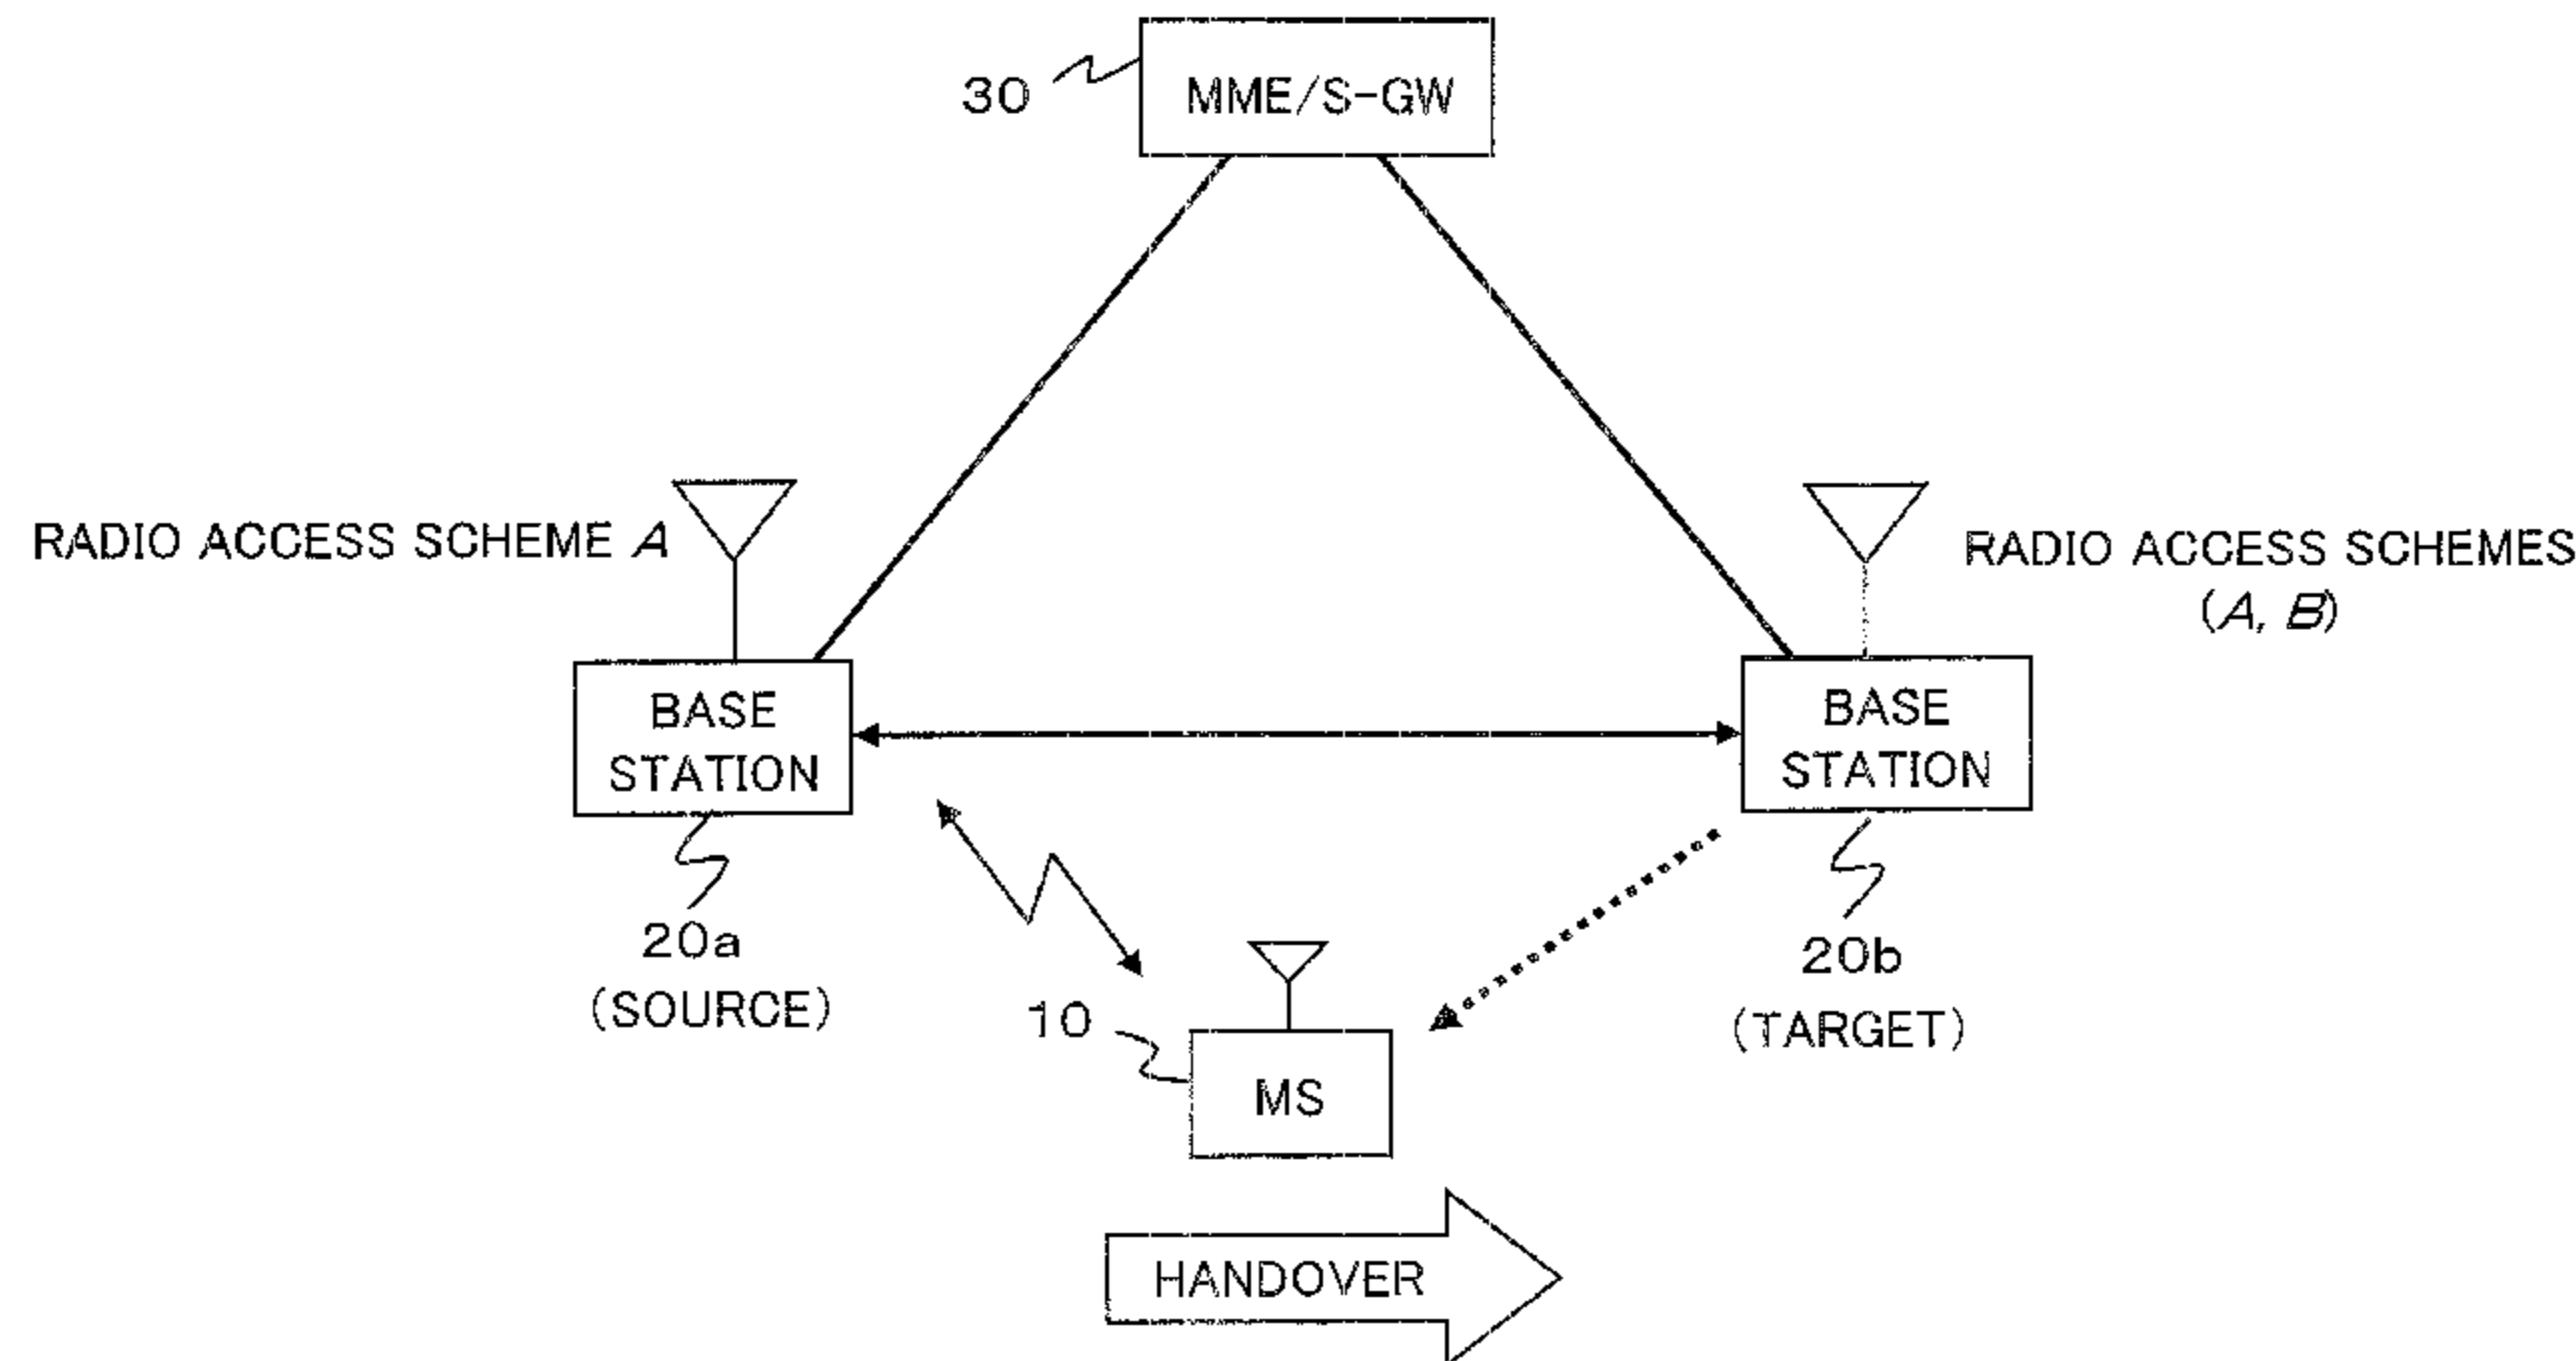 30
MME/S-GW
RADIO ACCESS SCHEME A
RADIO ACCESS SCHEMES
(A, B)
BASE
STATION
BASE
STATION
20a
(SOURCE)
20b
(TARGET)
10
MS
HANDOVER